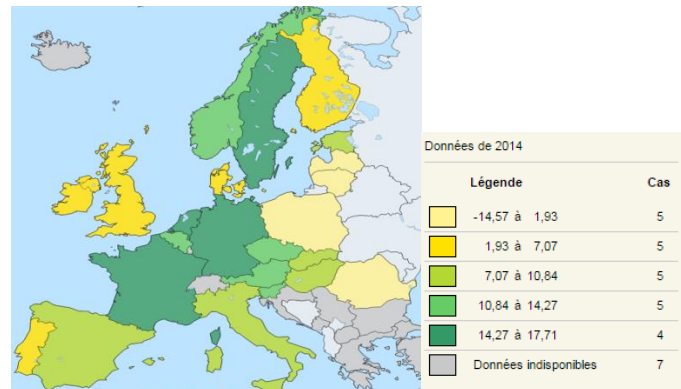 Données de 2014
Légende Cas
-14,57 à 1,93 5
1,93 à 7,07 5
7,07 à 10,84 5
10,84 à 14,27 5
14,27 à 17,71 4
Données indisponibles 7